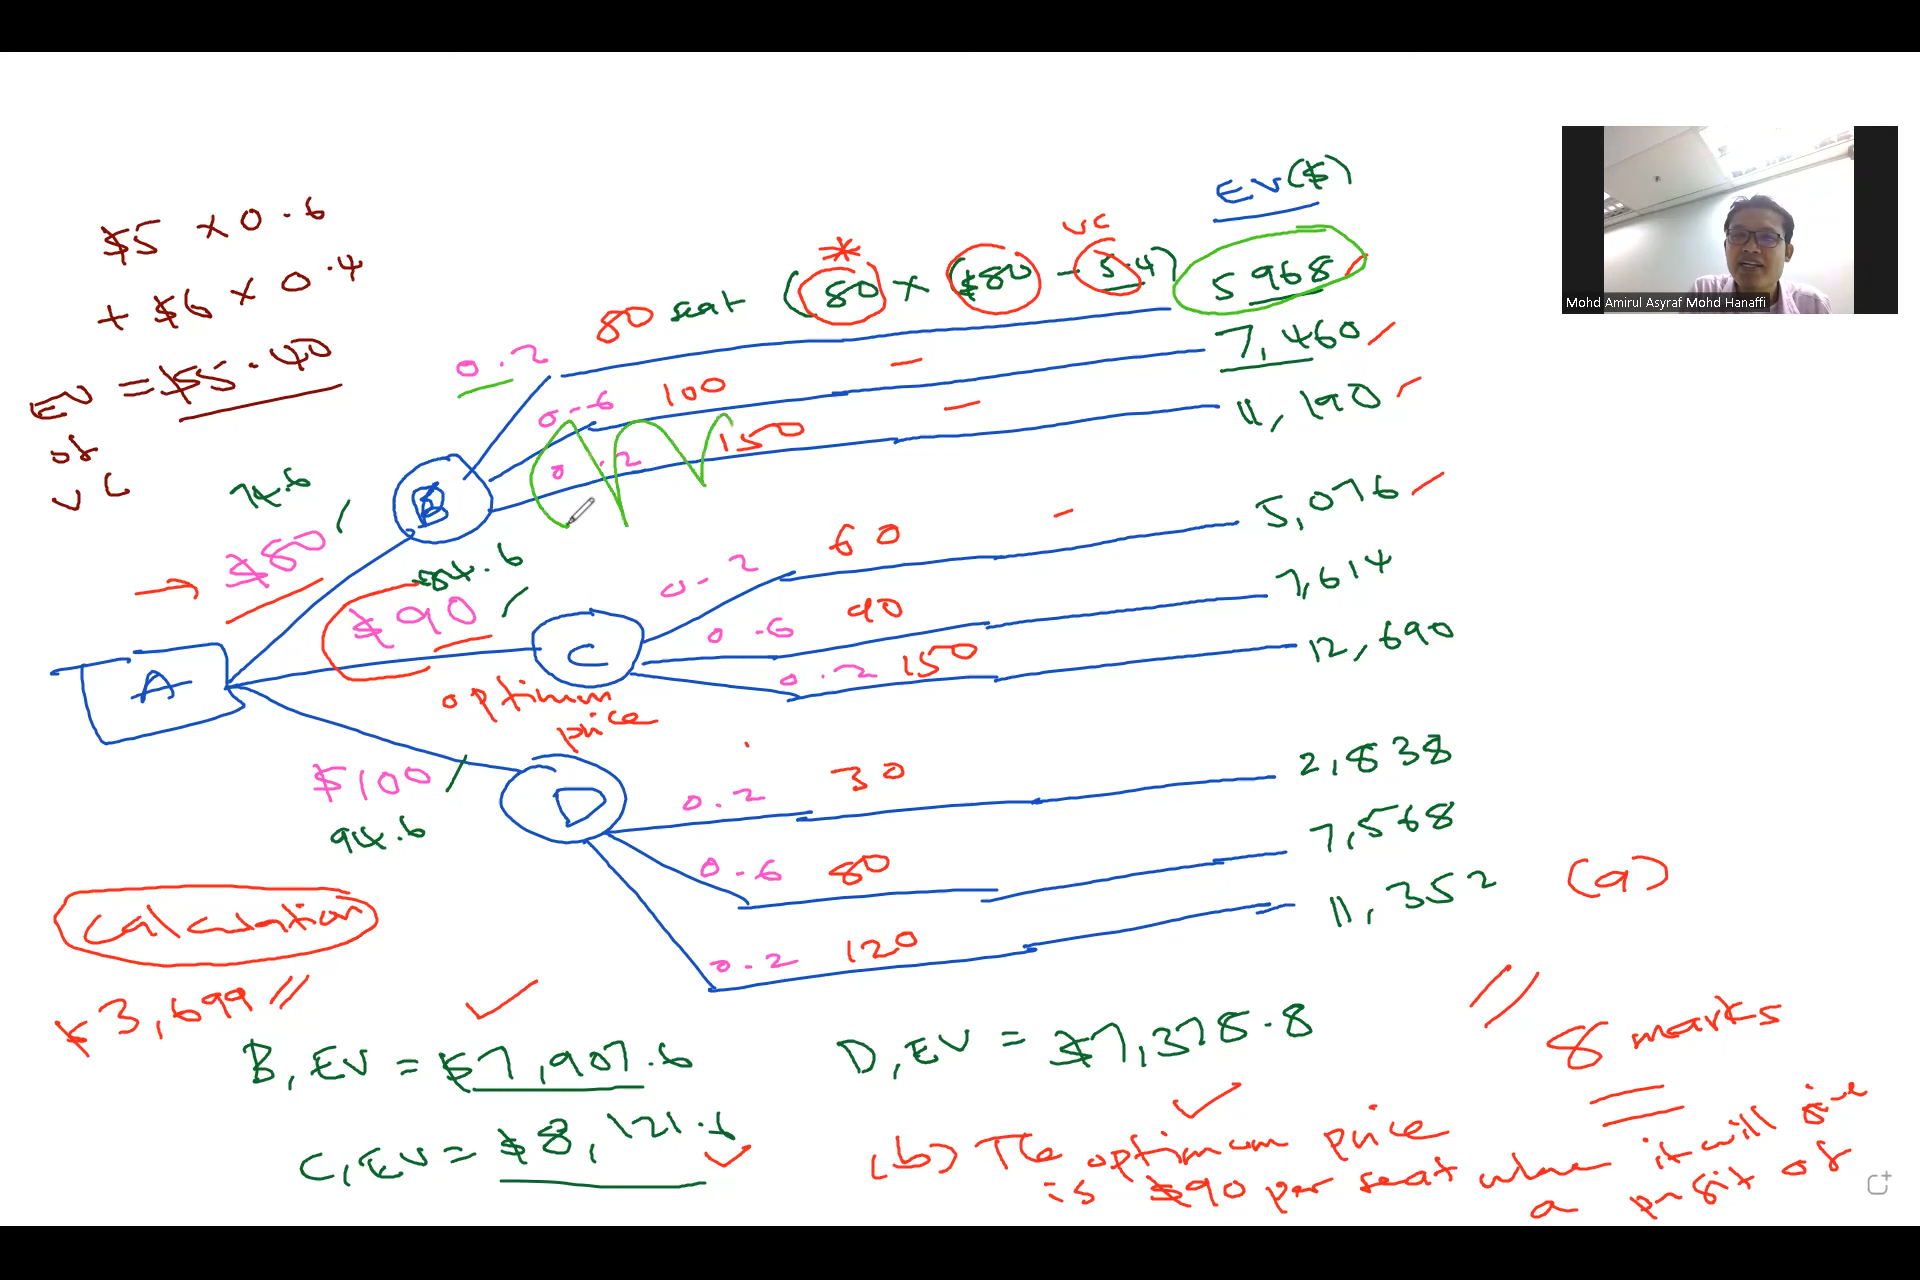 $5 x 0.6
+ $6 x 0.4
EV = $5.40
of
VC
EV ($)
VC
*
80 seat (80 x ($80 - 5.4) 5968
0.2
0.6 100 7,460
0.2 150 11,190
B
74.6
$80
84.6
$90
optimum
price
A
C
0.2 60 5,076
0.6 90 7,614
0.2 150 12,690
$100
94.6
D
0.2 30 2,838
0.6 80 7,568
0.2 120 11,352
(a)
8 marks
Calculation
$3,699 //
B, EV = $7,907.6
C, EV = $8,121.6
D, EV = $7,378.8
(b) The optimum price
is $90 per seat where it will give
a profit of
Mohd Amirul Asyraf Mohd Hanaffi